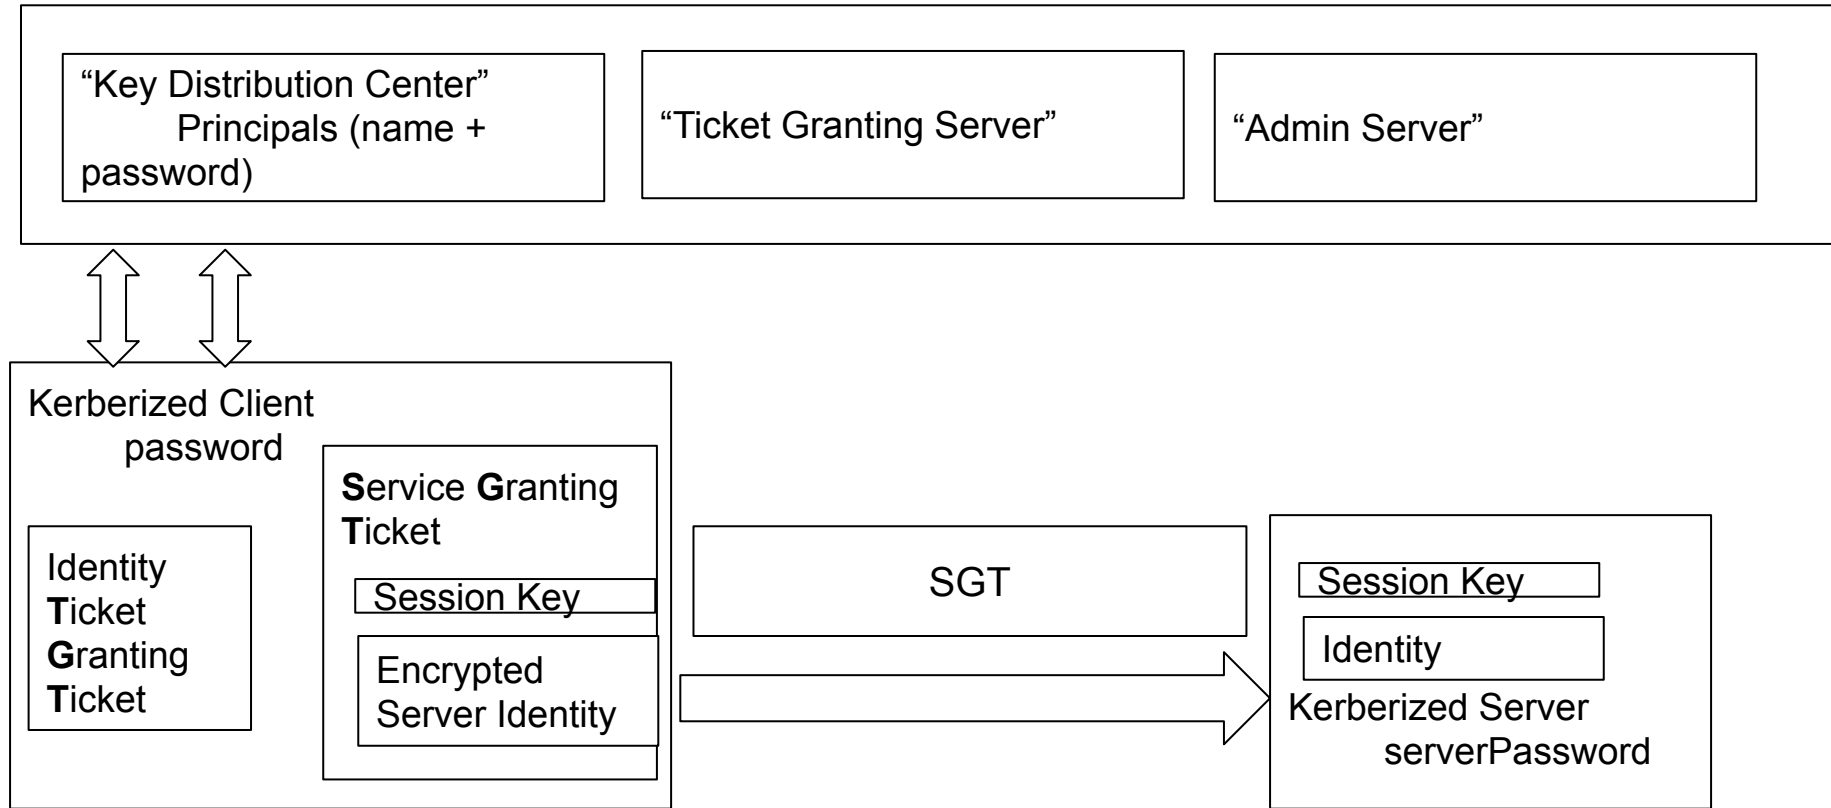 “Key Distribution Center”
Principals (name +
password)
“Ticket Granting Server”
“Admin Server”
Kerberized Client
password
Service Granting
Ticket
Session Key
Encrypted
Server Identity
Identity
Ticket
Granting
Ticket
SGT
Session Key
Identity
Kerberized Server
serverPassword